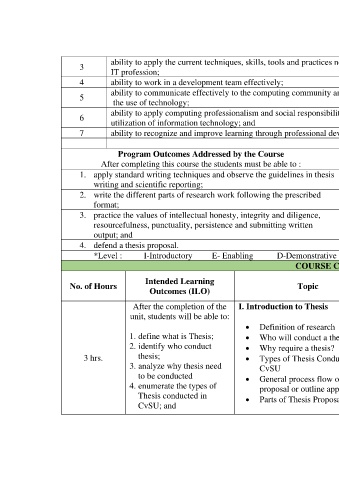 3 ability to apply the current techniques, skills, tools and practices
IT profession;
4 ability to work in a development team effectively;
5 ability to communicate effectively to the computing community
the use of technology;
6 ability to apply computing professionalism and social
utilization of information technology; and
7 ability to recognize and improve learning through professional
Program Outcomes Addressed by the Course
After completing this course the students must be able to :
1. apply standard writing techniques and observe the guidelines in thesis
writing and scientific reporting;
2. write the different parts of research work following the prescribed
format;
3. practice the values of intellectual honesty, integrity and diligence,
resourcefulness, punctuality, persistence and submitting written
output; and
4. defend a thesis proposal.
*Level : I-Introductory E- Enabling D-Demonstrative
COURSE C
No. of Hours
Intended Learning
Outcomes (ILO)
Topic
3 hrs.
After the completion of the
unit, students will be able to:
1. define what is Thesis;
2. identify who conduct
thesis;
3. analyze why thesis need
to be conducted
4. enumerate the types of
Thesis conducted in
CvSU; and
I. Introduction to Thesis
• Definition of research
• Who will conduct a
• Why require a thesis?
• Types of Thesis
CvSU
• General process flow
proposal or outline
• Parts of Thesis